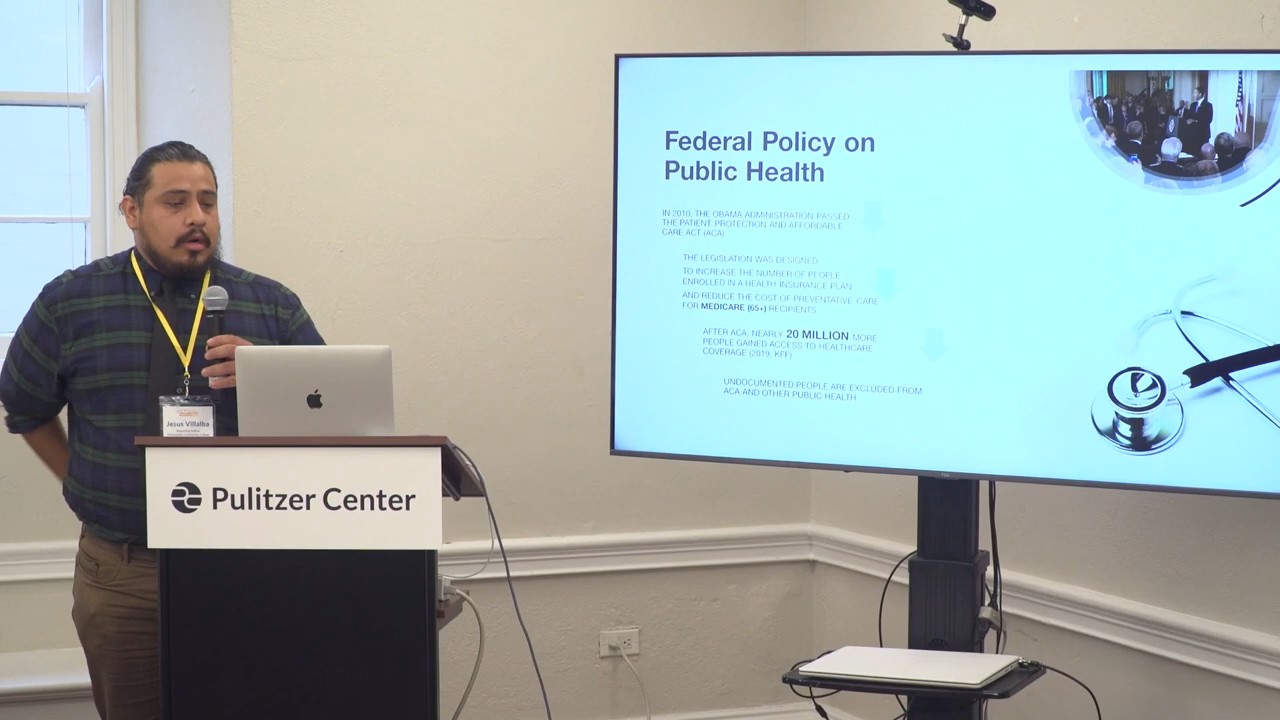 Federal Policy on
Public Health
IN 2010, THE OBAMA ADMINISTRATION PASSED
THE PATIENT PROTECTION AND AFFORDABLE
CARE ACT (ACA)
THE LEGISLATION WAS DESIGNED
TO INCREASE THE NUMBER OF PEOPLE
ENROLLED IN A HEALTH INSURANCE PLAN
AND REDUCE THE COST OF PREVENTATIVE CARE
FOR MEDICARE (65+) RECIPIENTS
AFTER ACA, NEARLY 20 MILLION MORE
PEOPLE GAINED ACCESS TO HEALTHCARE
COVERAGE (2019, KFF)
UNDOCUMENTED PEOPLE ARE EXCLUDED FROM
ACA AND OTHER PUBLIC HEALTH
Jesus Villalba
Pulitzer Center